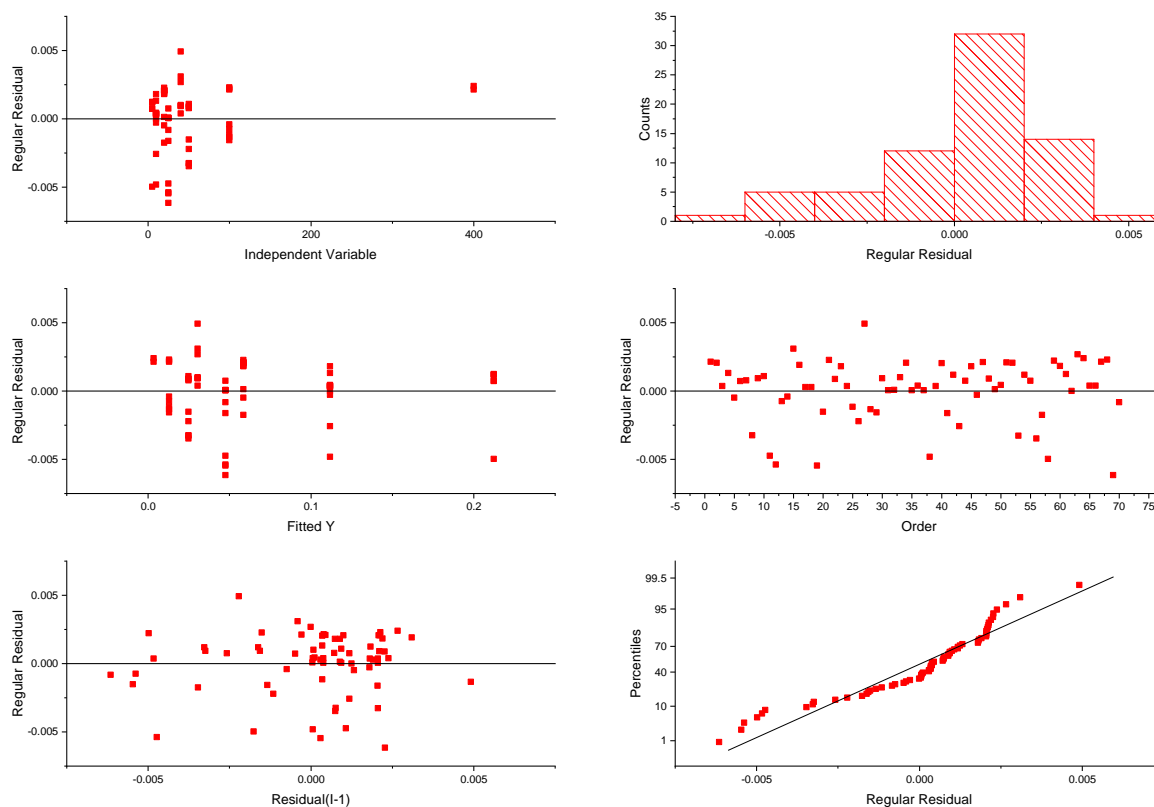 0.005
0.000
-0.005
Regular Residual
0 200 400
Independent Variable
35
30
25
20
15
10
5
0
Counts
-0.005 0.000 0.005
Regular Residual
0.005
0.000
-0.005
Regular Residual
0.0 0.1 0.2
Fitted Y
0.005
0.000
-0.005
Regular Residual
-5 0 5 10 15 20 25 30 35 40 45 50 55 60 65 70 75
Order
0.005
0.000
-0.005
Regular Residual
-0.005 0.000 0.005
Residual(I-1)
99.5
95
70
40
10
1
Percentiles
-0.005 0.000 0.005
Regular Residual